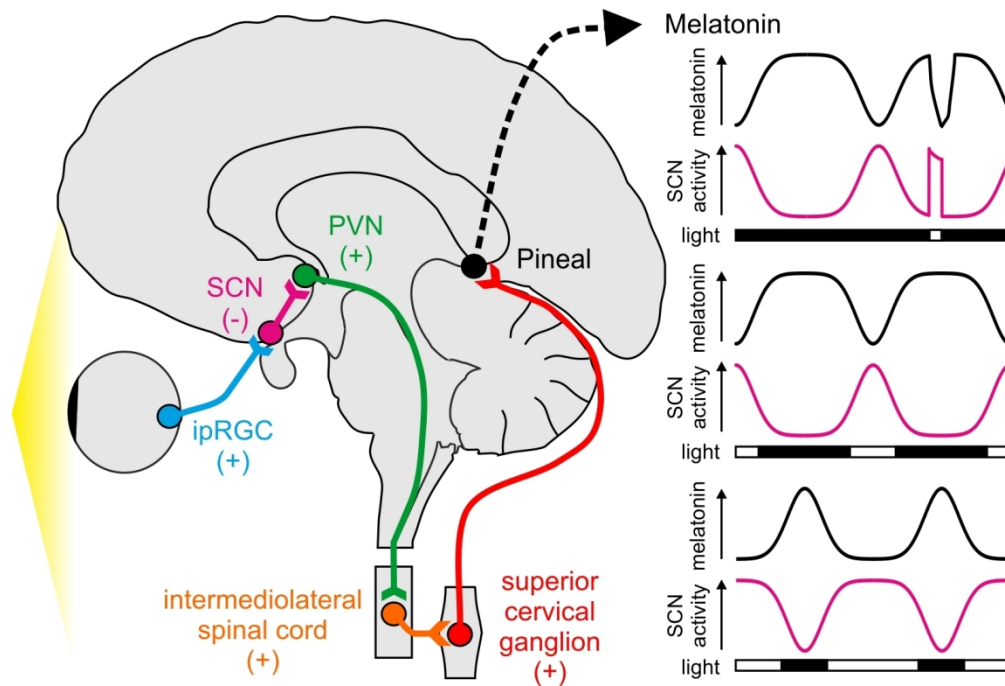 Melatonin
PVN
(+)
SCN
(-)
Pineal
ipRGC
(+)
intermediolateral
spinal cord
(+)
superior
cervical
ganglion
(+)
melatonin
SCN
activity
light
melatonin
SCN
activity
light
melatonin
SCN
activity
light